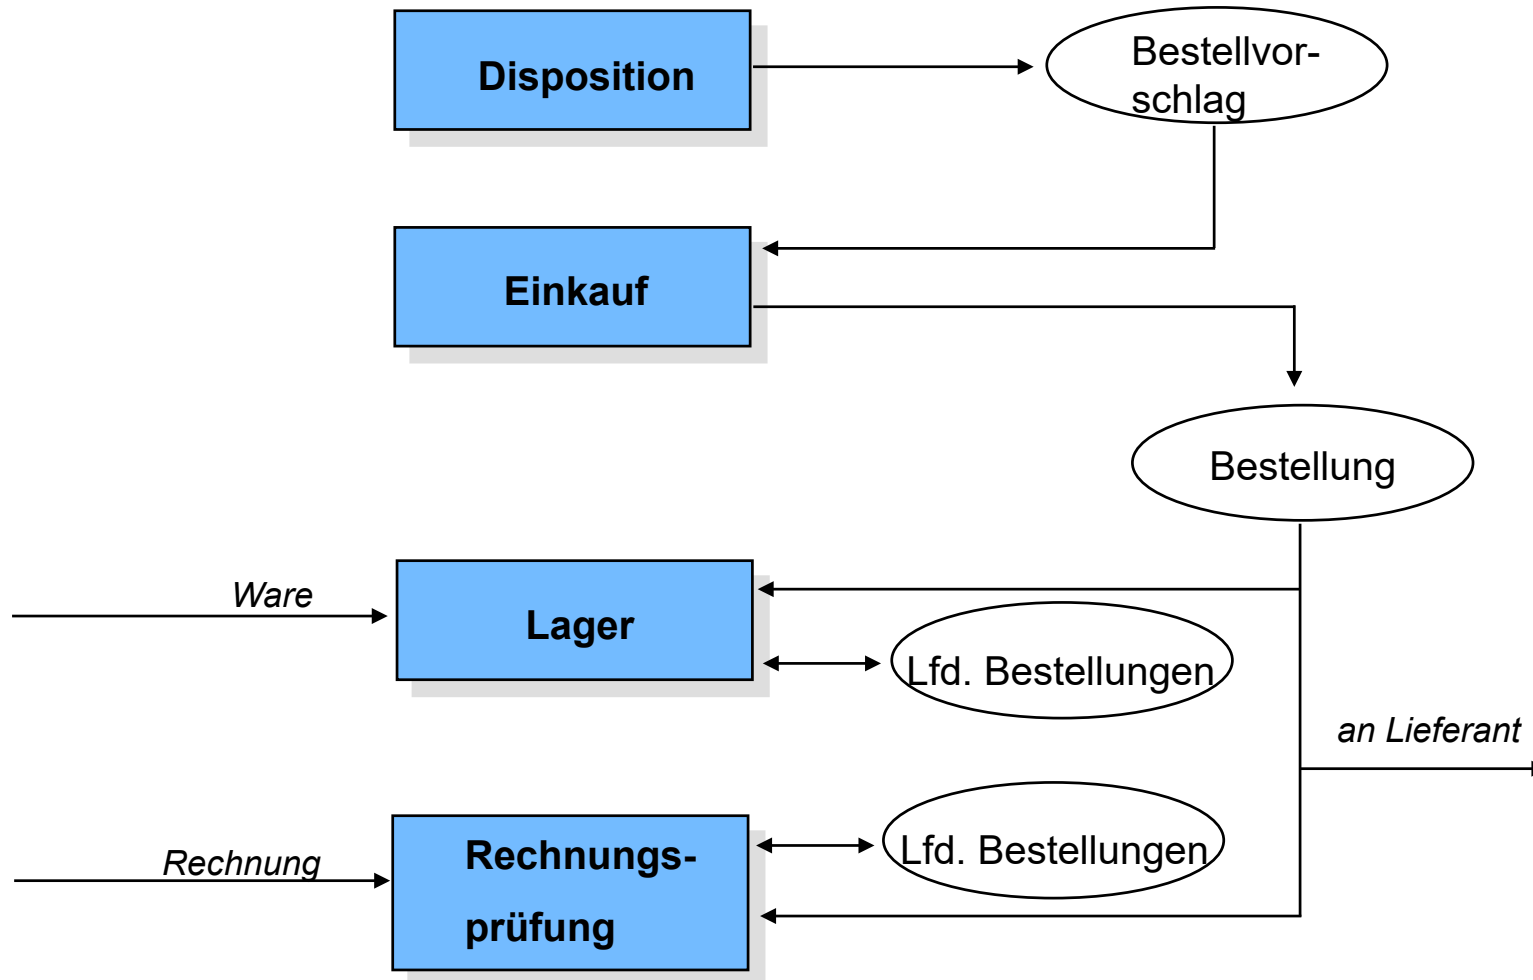 Disposition
Bestellvor-
schlag
Einkauf
Bestellung
Ware
Lager
Lfd. Bestellungen
an Lieferant
Rechnung
Rechnungs-
prüfung
Lfd. Bestellungen